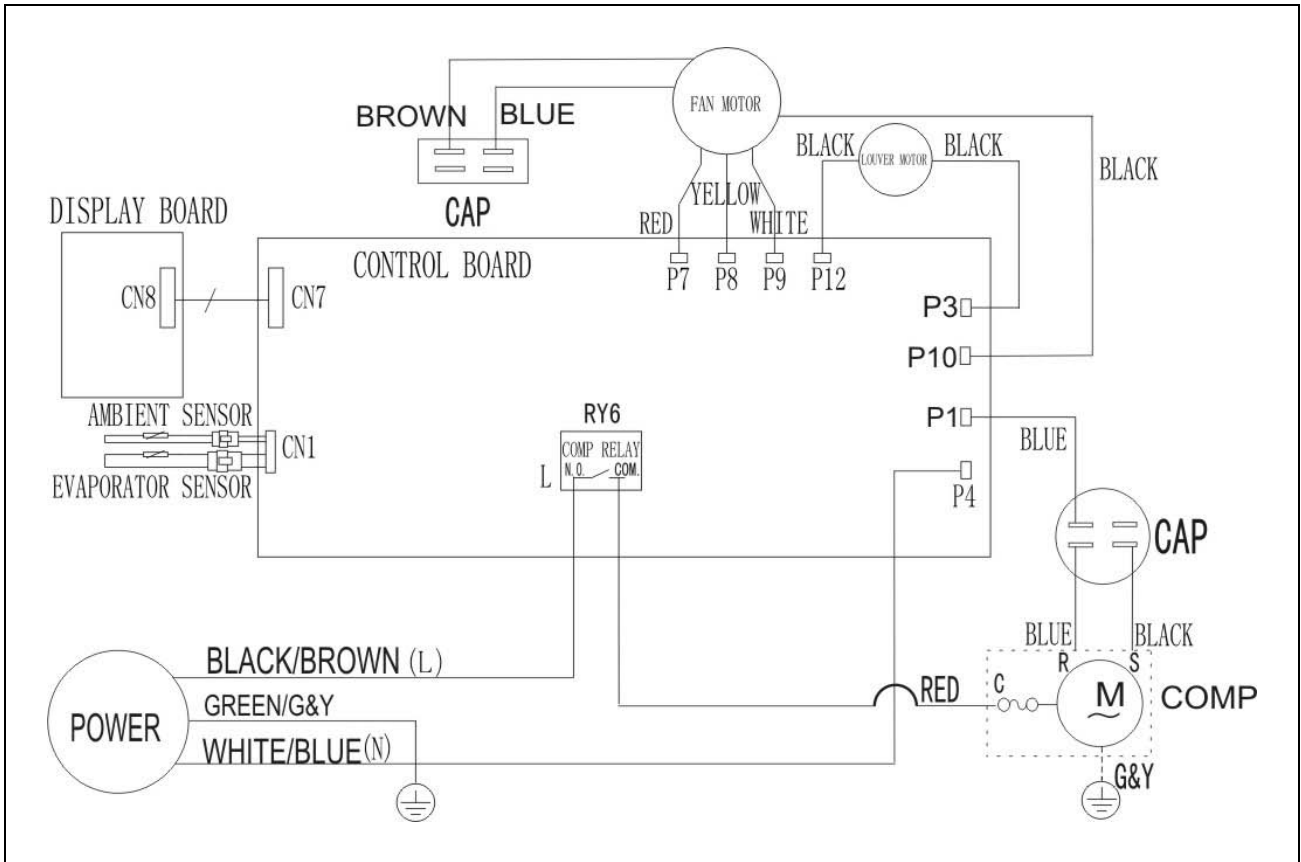 FAN MOTOR
BROWN
BLUE
BLACK
LOUVER MOTOR
BLACK
BLACK
CAP
RED
YELLOW
WHITE
DISPLAY BOARD
CONTROL BOARD
P7
P8
P9
P12
CN8
CN7
P3
P10
AMBIENT SENSOR
CN1
EVAPORATOR SENSOR
RY6
COMP RELAY
N.O.
COM.
L
P1
BLUE
P4
CAP
BLUE
BLACK
R
S
POWER
BLACK/BROWN (L)
GREEN/G&Y
WHITE/BLUE(N)
RED
C
M
COMP
G&Y